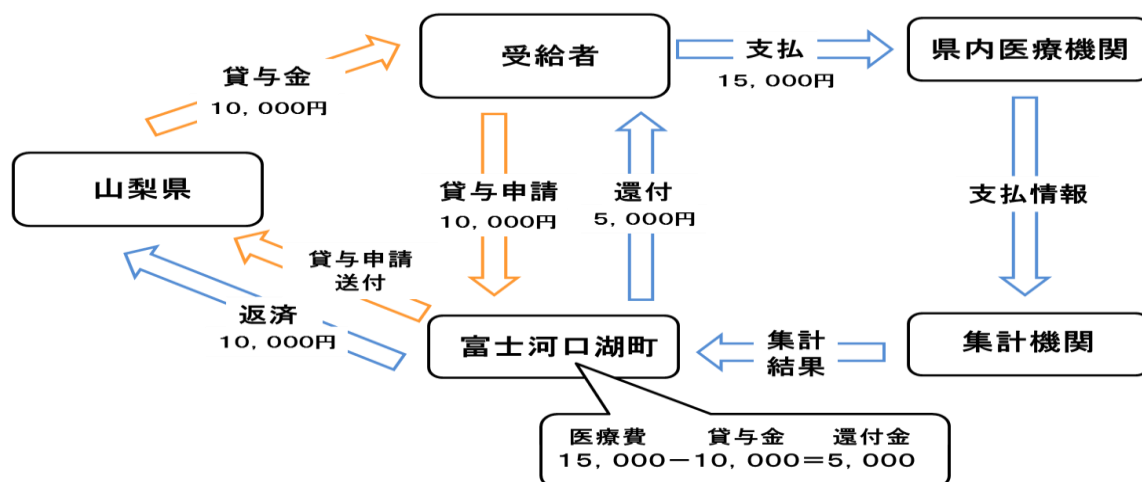 受給者
支払
15,000円
県内医療機関
貸与金
10,000円
山梨県
貸与申請
10,000円
還付
5,000円
支払情報
貸与申請
送付
返済
10,000円
富士河口湖町
集計
結果
集計機関
医療費 貸与金 還付金
15,000-10,000=5,000